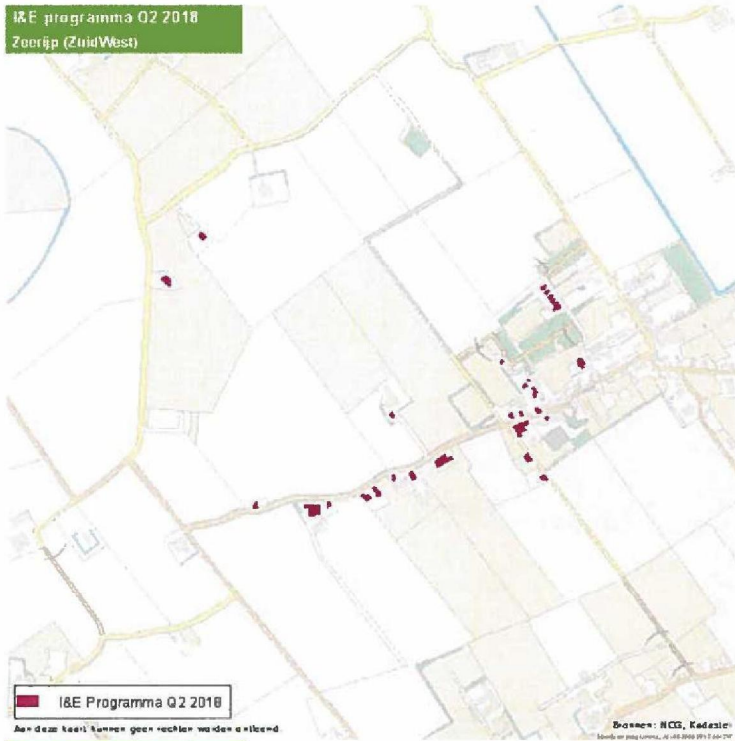 I&E programma Q2 2018
Zeerijp (ZuidWest)
I&E Programma Q2 2018
Aan deze kaart kunnen geen rechten worden ontleend.
Bronnen: NCG, Kadaster